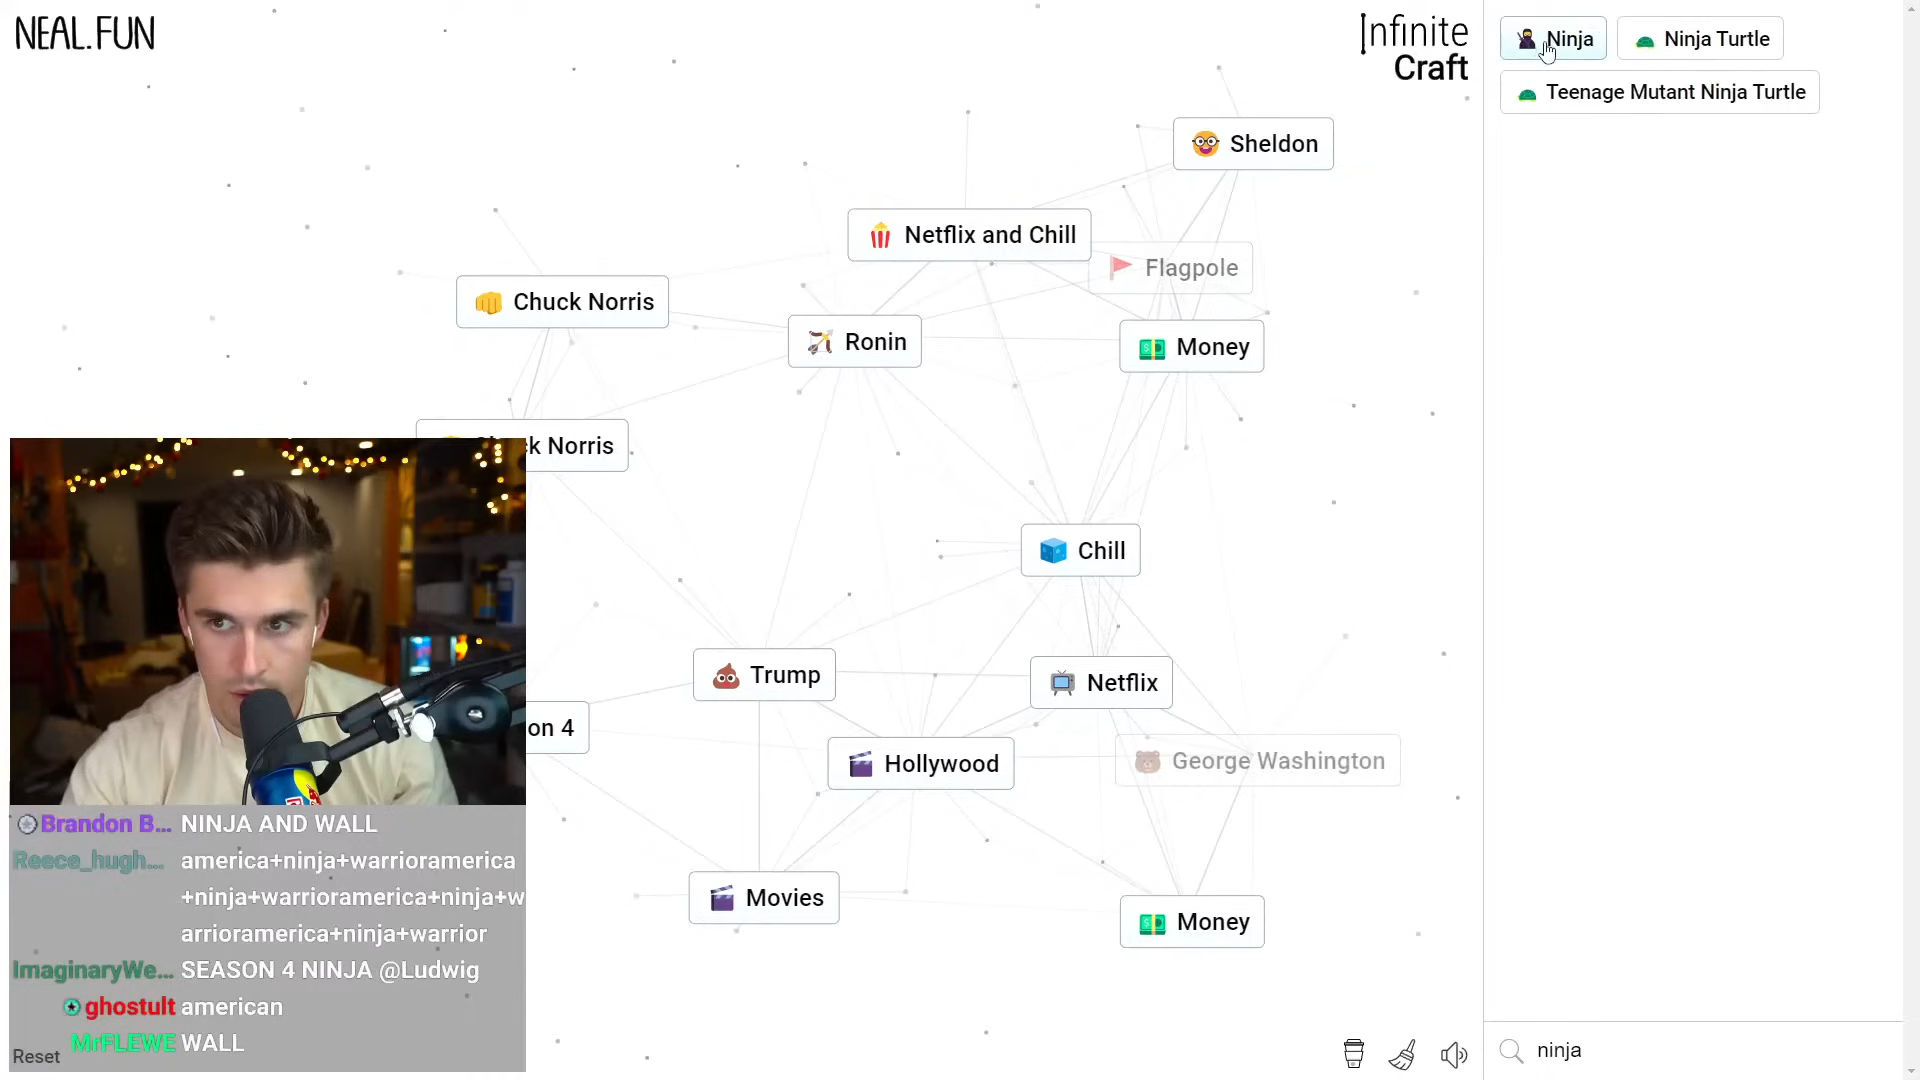 NEAL.FUN
Infinite
Craft
Ninja
Ninja Turtle
Teenage Mutant Ninja Turtle
Sheldon
Netflix and Chill
Flagpole
Chuck Norris
Ronin
Money
ck Norris
Chill
Trump
Netflix
on 4
Hollywood
George Washington
Movies
Money
Brandon B... NINJA AND WALL
Reece_hugh... america+ninja+warrioramerica
+ninja+warrioramerica+ninja+w
arrioramerica+ninja+warrior
ImaginaryWe... SEASON 4 NINJA @Ludwig
ghostult american
MrFLEWE WALL
Reset
ninja